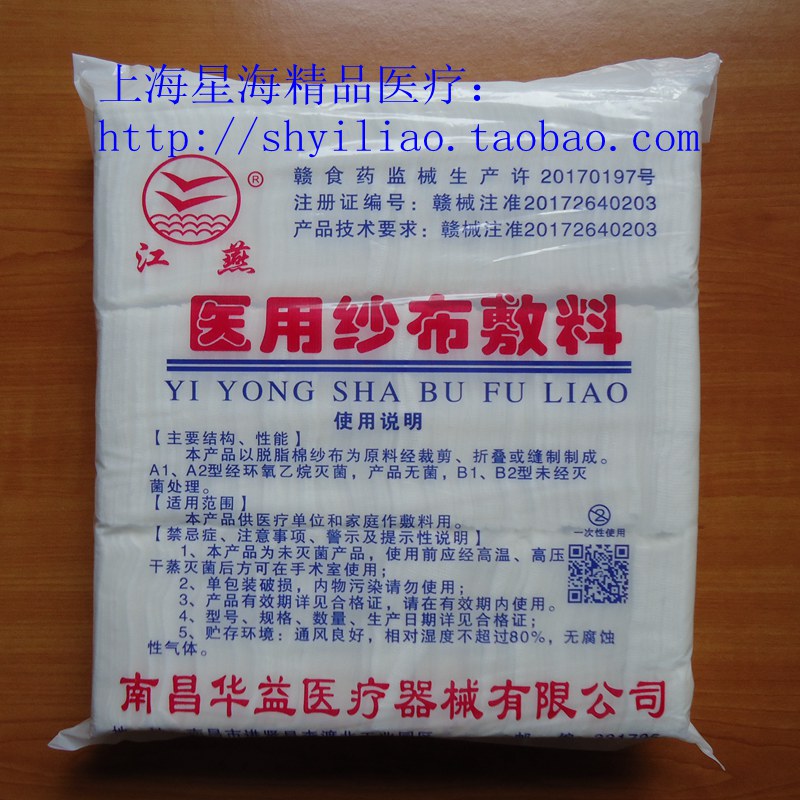 上海星海精品医疗:
http://shyiliao.taobao.com
®
江燕
赣食药监械生产许 20170197号
注册证编号:赣械注准20172640203
产品技术要求:赣械注准20172640203
医用纱布敷料
YI YONG SHA BU FU LIAO
使用说明
【主要结构、性能】
本产品以脱脂棉纱布为原料经裁剪、折叠或缝制制成。
A1、A2型经环氧乙烷灭菌,产品无菌,B1、B2型未经灭
菌处理。
【适用范围】
本产品供医疗单位和家庭作敷料用。
【禁忌症、注意事项、警示及提示性说明】
1、本产品为未灭菌产品,使用前应经高温、高压
干蒸灭菌后方可在手术室使用;
2、单包装破损,内物污染请勿使用;
3、产品有效期详见合格证,请在有效期内使用。
4、型号、规格、数量、生产日期详见合格证;
5、贮存环境:通风良好,相对湿度不超过80%,无腐蚀
性气体。
2
一次性使用
南昌华益医疗器械有限公司